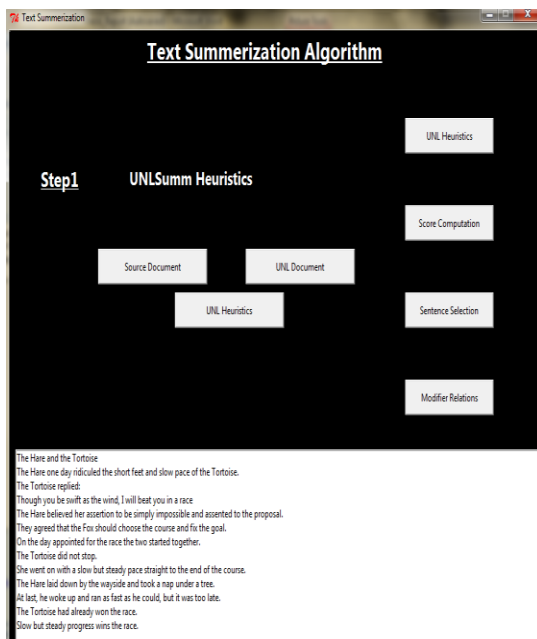 Text Summerization
Text Summerization Algorithm
UNL Heuristics
Step1 UNLSumm Heuristics
Score Computation
Source Document UNL Document
UNL Heuristics Sentence Selection
Modifier Relations
The Hare and the Tortoise
The Hare one day ridiculed the short feet and slow pace of the Tortoise.
The Tortoise replied:
Though you be swift as the wind, I will beat you in a race
The Hare believed her assertion to be simply impossible and assented to the proposal.
They agreed that the Fox should choose the course and fix the goal.
On the day appointed for the race the two started together.
The Tortoise did not stop.
She went on with a slow but steady pace straight to the end of the course.
The Hare laid down by the wayside and took a nap under a tree.
At last, he woke up and ran as fast as he could, but it was too late.
The Tortoise had already won the race.
Slow but steady progress wins the race.